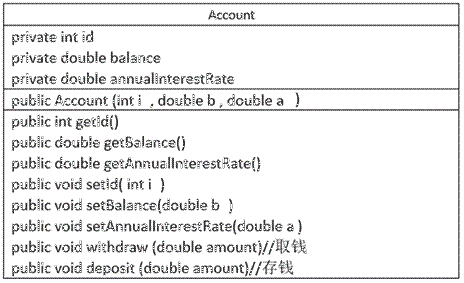 Account
private int id
private double balance
private double annualInterestRate
public Account (int i , double b , double a )
public int getId()
public double getBalance()
public double getAnnualInterestRate()
public void setId( int i )
public void setBalance(double b )
public void setAnnualInterestRate(double a )
public void withdraw (double amount)//取钱
public void deposit (double amount)//存钱